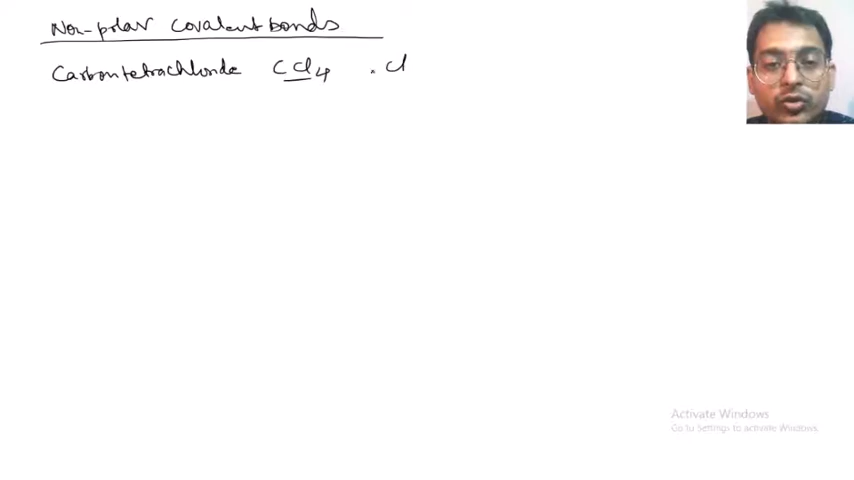 Non-polar covalent bonds
Carbontetrachloride CCl4 . Cl
Activate Windows
Go to Settings to activate Windows.